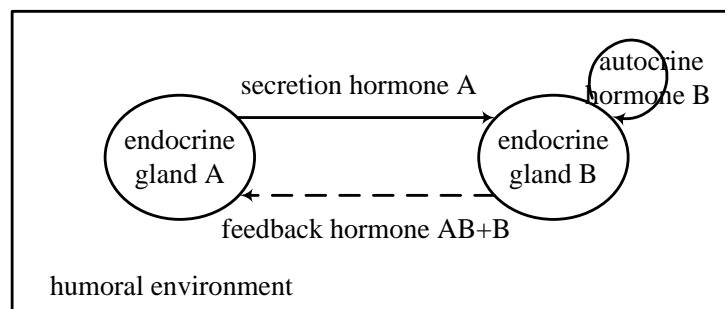 autocrine
hormone B
secretion hormone A
endocrine
gland A
endocrine
gland B
feedback hormone AB+B
humoral environment